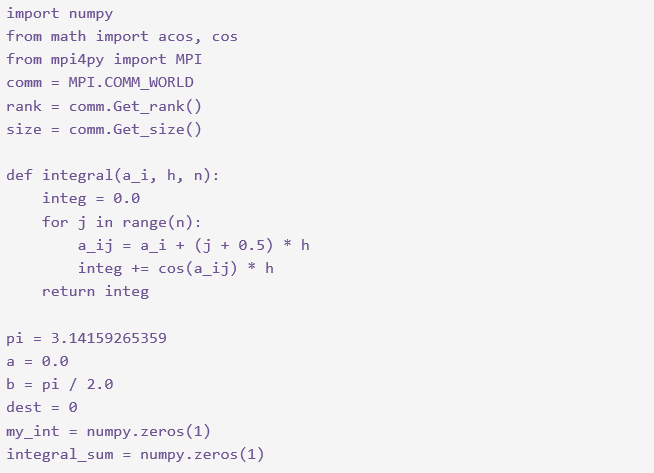 import numpy
from math import acos, cos
from mpi4py import MPI
comm = MPI.COMM_WORLD
rank = comm.Get_rank()
size = comm.Get_size()

def integral(a_i, h, n):
    integ = 0.0
    for j in range(n):
        a_ij = a_i + (j + 0.5) * h
        integ += cos(a_ij) * h
    return integ

pi = 3.14159265359
a = 0.0
b = pi / 2.0
dest = 0
my_int = numpy.zeros(1)
integral_sum = numpy.zeros(1)